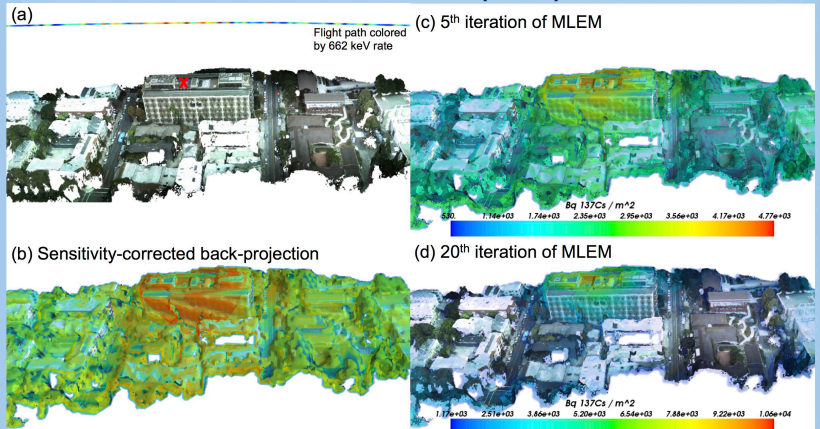 (a)
Flight path colored
by 662 keV rate
X
(b) Sensitivity-corrected back-projection
(c) 5th iteration of MLEM
Bq 137Cs / m^2
530. 1.14e+03 1.74e+03 2.35e+03 2.95e+03 3.56e+03 4.17e+03 4.77e+03
(d) 20th iteration of MLEM
Bq 137Cs / m^2
1.17e+03 2.51e+03 3.86e+03 5.20e+03 6.54e+03 7.88e+03 9.22e+03 1.06e+04